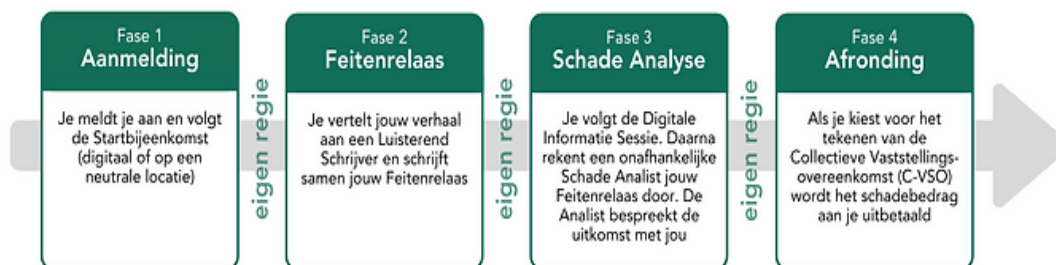 Fase 1
Aanmelding
Je meldt je aan en volgt
de Startbijeenkomst
(digitaal of op een
neutrale locatie)
eigen regie
Fase 2
Feitenrelaas
Je vertelt jouw verhaal
aan een Luisterend
Schrijver en schrijft
samen jouw Feitenrelaas
eigen regie
Fase 3
Schade Analyse
Je volgt de Digitale
Informatie Sessie. Daarna
rekent een onafhankelijke
Schade Analist jouw
Feitenrelaas door. De
Analist bespreekt de
uitkomst met jou
eigen regie
Fase 4
Afronding
Als je kiest voor het
tekenen van de
Collectieve Vaststellings-
overeenkomst (C-VSO)
wordt het schadebedrag
aan je uitbetaald